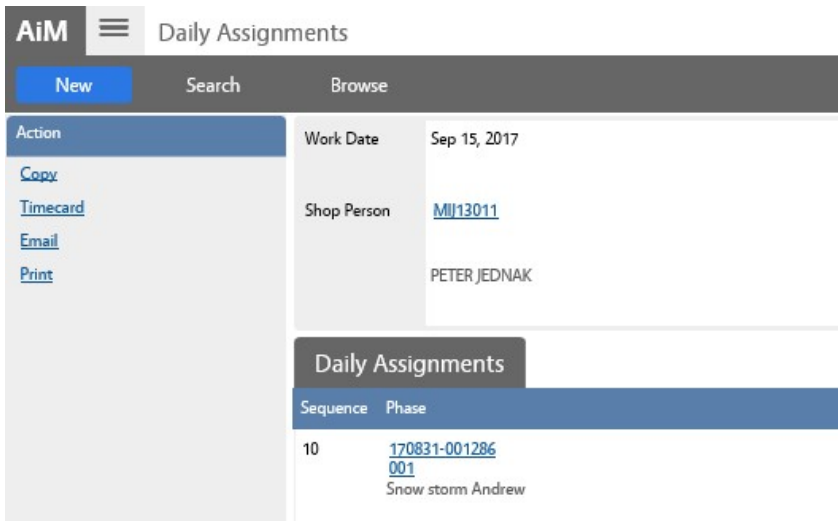 AiM Daily Assignments
New Search Browse
Action
Copy
Timecard
Email
Print
Work Date Sep 15, 2017
Shop Person MIJ13011
PETER JEDNAK
Daily Assignments
Sequence Phase
10 170831-001286
001
Snow storm Andrew